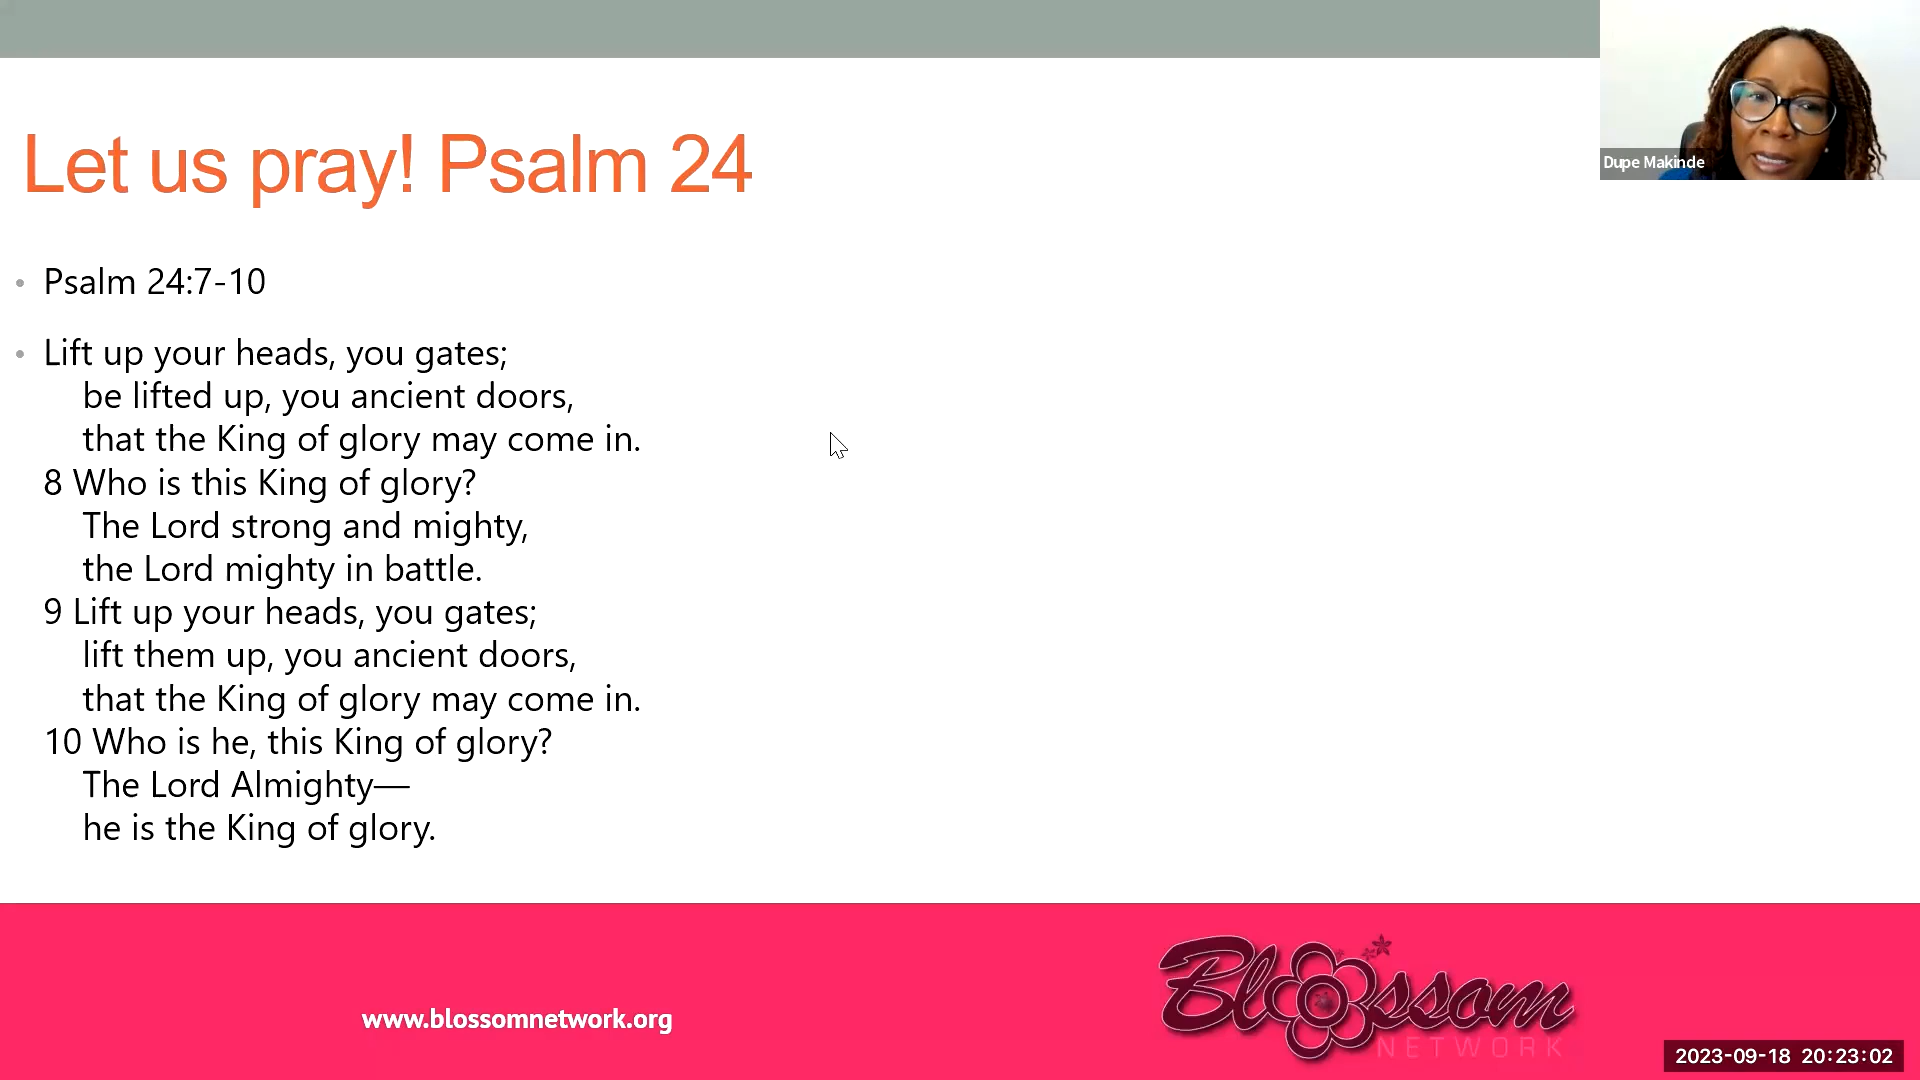 Let us pray! Psalm 24
Dupe Makinde
• Psalm 24:7-10
• Lift up your heads, you gates;
be lifted up, you ancient doors,
that the King of glory may come in.
8 Who is this King of glory?
The Lord strong and mighty,
the Lord mighty in battle.
9 Lift up your heads, you gates;
lift them up, you ancient doors,
that the King of glory may come in.
10 Who is he, this King of glory?
The Lord Almighty—
he is the King of glory.
www.blossomnetwork.org
Blossom
NETWORK
2023-09-18 20:23:02